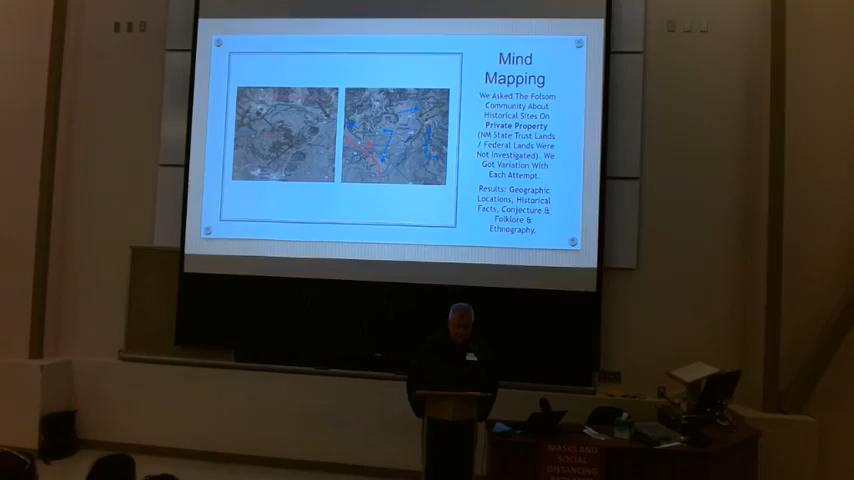 Mind
Mapping
We Asked The Folsom
Community About
Historical Sites On
Private Property
(NM State Trust Lands
/ Federal Lands Were
Not Investigated). We
Got Variation With
Each Attempt.
Results: Geographic
Locations, Historical
Facts, Conjecture &
Folklore &
Ethnography.
MASKS AND
SOCIAL
DISTANCING